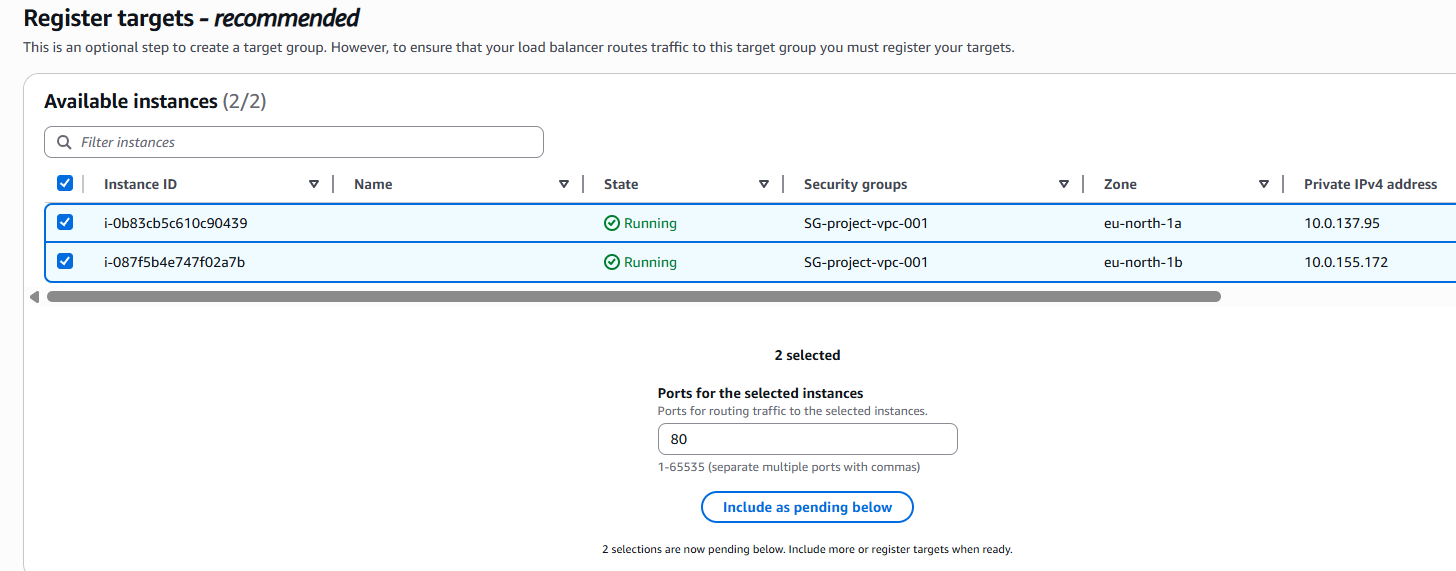 Register targets - recommended
This is an optional step to create a target group. However, to ensure that your load balancer routes traffic to this target group you must register your targets.
Available instances (2/2)
Filter instances
Instance ID Name State Security groups Zone Private IPv4 address
i-0b83cb5c610c90439 Running SG-project-vpc-001 eu-north-1a 10.0.137.95
i-087f5b4e747f02a7b Running SG-project-vpc-001 eu-north-1b 10.0.155.172
2 selected
Ports for the selected instances
Ports for routing traffic to the selected instances.
80
1-65535 (separate multiple ports with commas)
Include as pending below
2 selections are now pending below. Include more or register targets when ready.